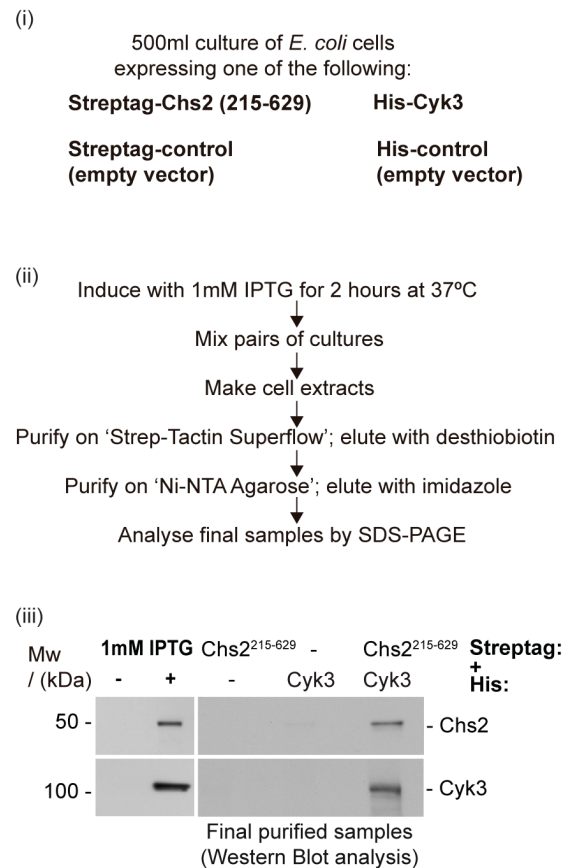 (i)
500ml culture of E. coli cells
expressing one of the following:
Streptag-Chs2 (215-629) His-Cyk3
Streptag-control His-control
(empty vector) (empty vector)
(ii)
Induce with 1mM IPTG for 2 hours at 37ºC
Mix pairs of cultures
Make cell extracts
Purify on ‘Strep-Tactin Superflow’; elute with desthiobiotin
Purify on ‘Ni-NTA Agarose’; elute with imidazole
Analyse final samples by SDS-PAGE
(iii)
Mw 1mM IPTG Chs2²¹⁵⁻⁶²⁹ - Chs2²¹⁵⁻⁶²⁹ Streptag:
+
/ (kDa) - + - Cyk3 Cyk3 His:
50 - - Chs2
100 - - Cyk3
Final purified samples
(Western Blot analysis)